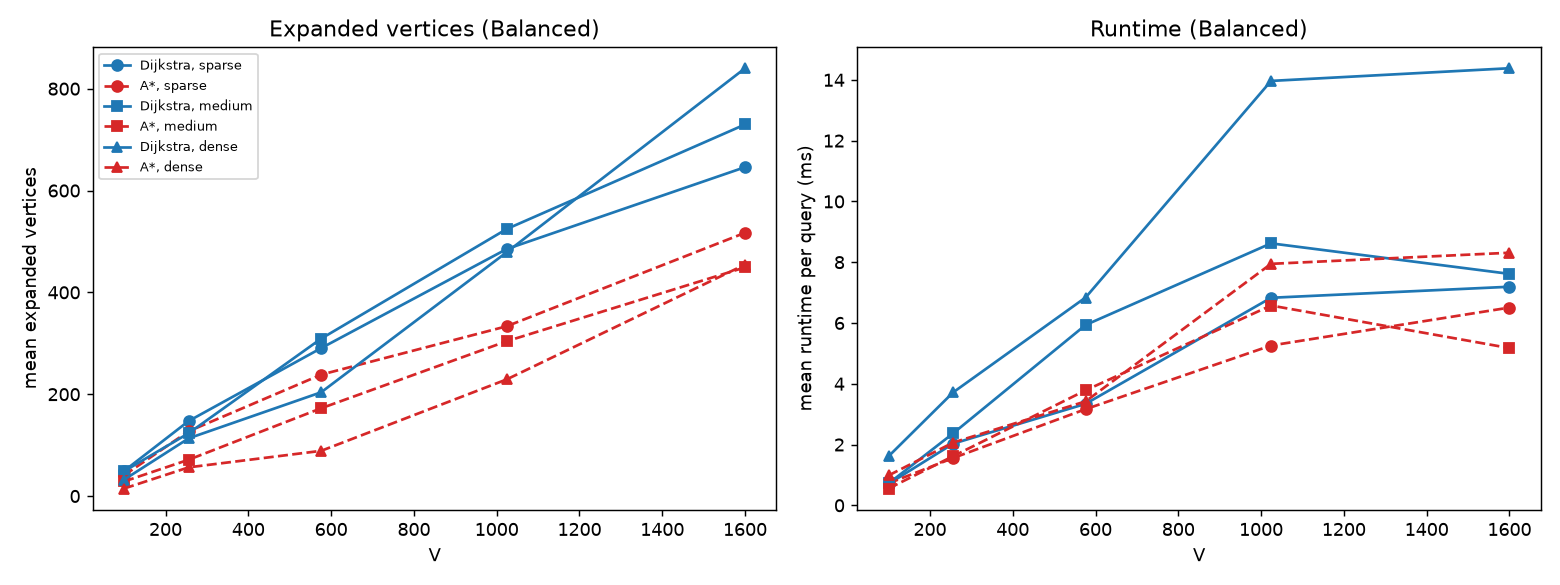 Expanded vertices (Balanced)
Dijkstra, sparse
A*, sparse
Dijkstra, medium
A*, medium
Dijkstra, dense
A*, dense
mean expanded vertices
800
600
400
200
0
200 400 600 800 1000 1200 1400 1600
V
Runtime (Balanced)
mean runtime per query (ms)
14
12
10
8
6
4
2
0
200 400 600 800 1000 1200 1400 1600
V